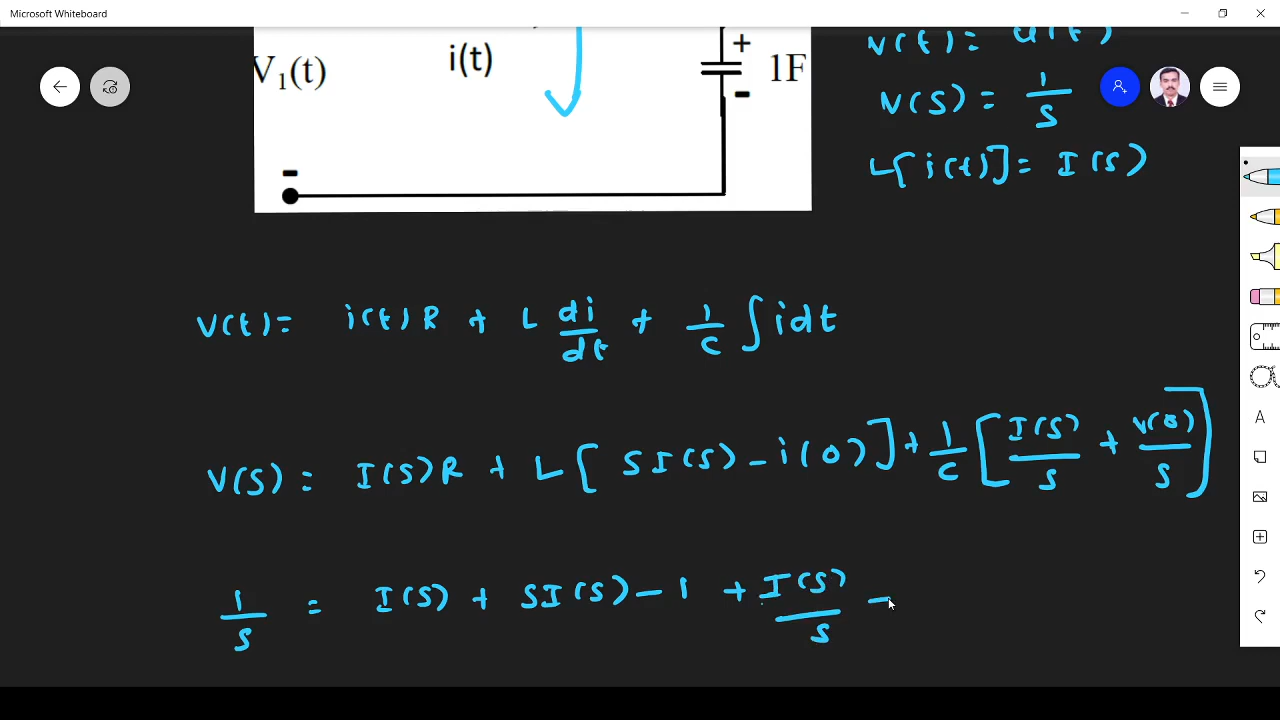 Microsoft Whiteboard
V₁(t)
i(t)
+
1F
-
-
V(t) = u(t)
V(S) = 1/S
L[i(t)] = I(S)
V(t) = i(t)R + L di/dt + 1/C ∫idt
V(S) = I(S)R + L[SI(S) - i(0)] + 1/C [I(S)/S + V(0)/S]
1/S = I(S) + SI(S) - 1 + I(S)/S -
A